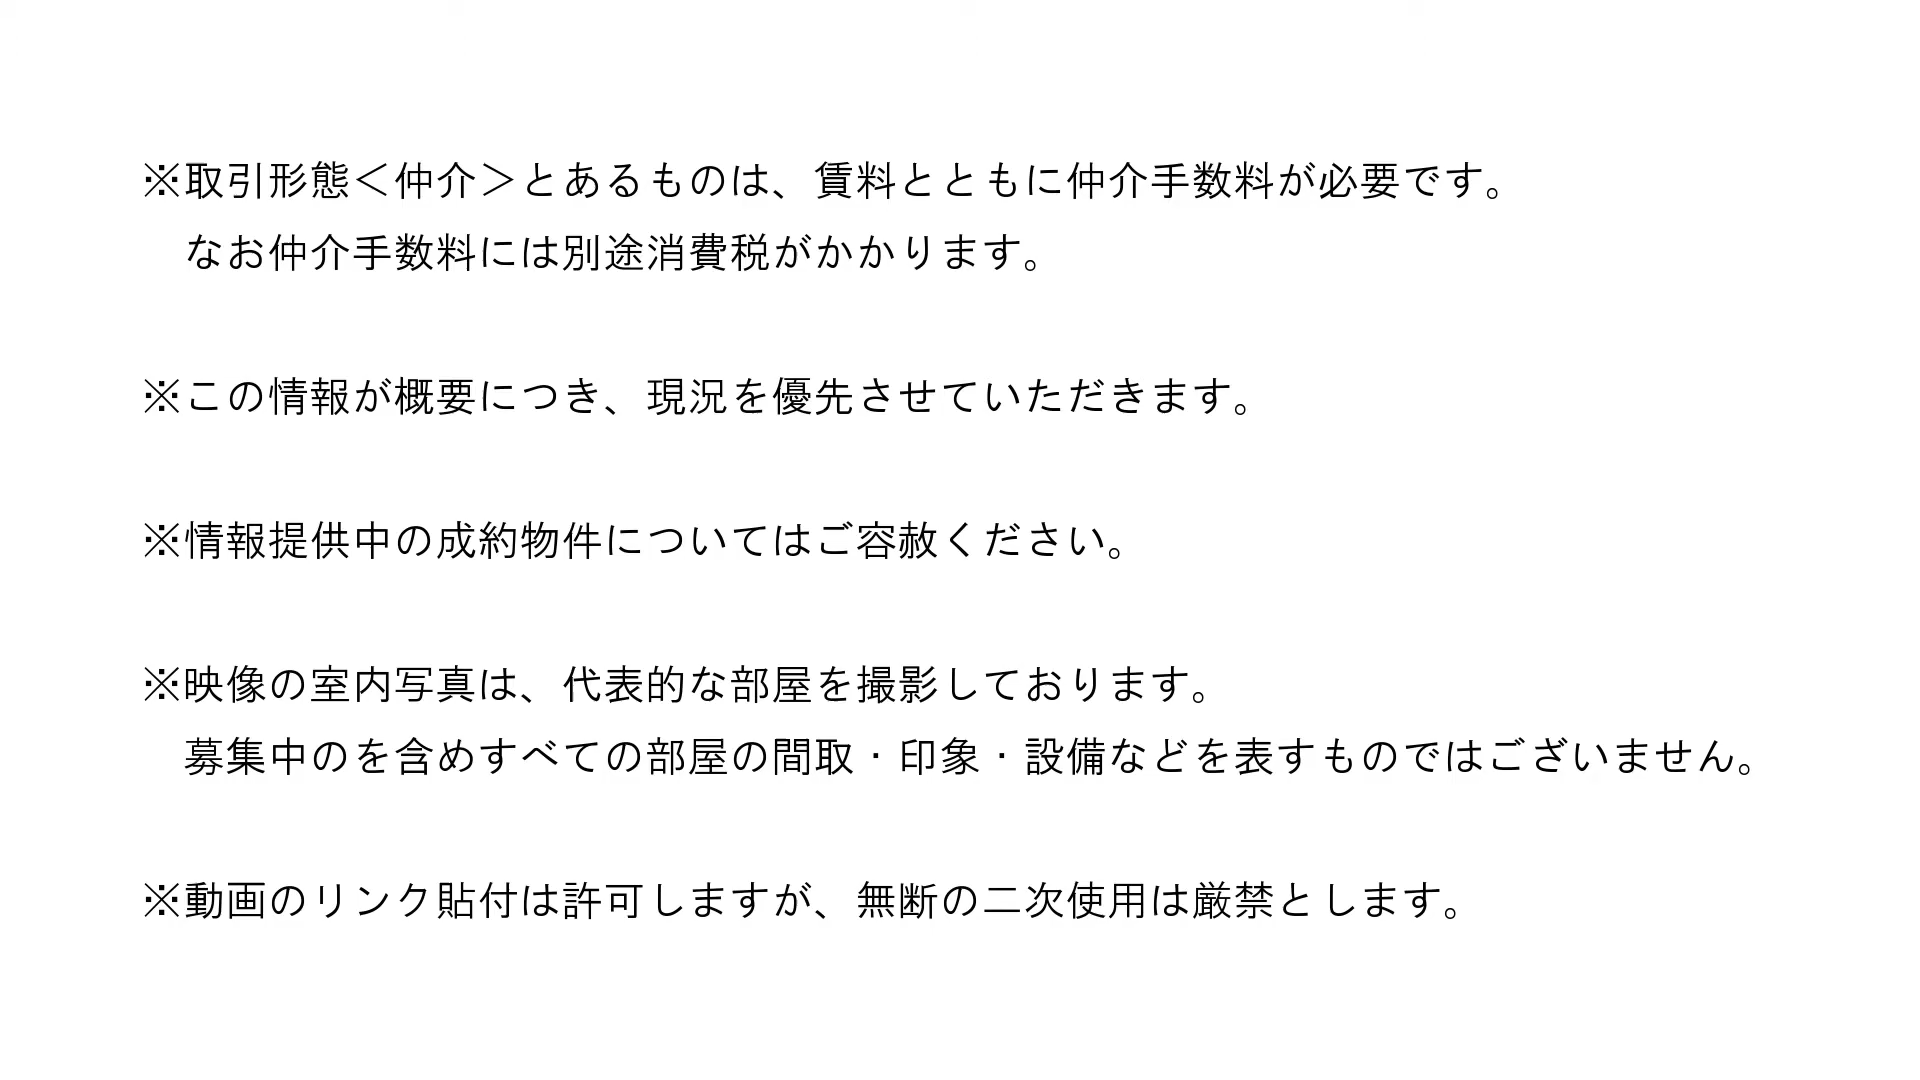 ※取引形態＜仲介＞とあるものは、賃料とともに仲介手数料が必要です。
なお仲介手数料には別途消費税がかかります。
※この情報が概要につき、現況を優先させていただきます。
※情報提供中の成約物件についてはご容赦ください。
※映像の室内写真は、代表的な部屋を撮影しております。
募集中のを含めすべての部屋の間取・印象・設備などを表すものではございません。
※動画のリンク貼付は許可しますが、無断の二次使用は厳禁とします。